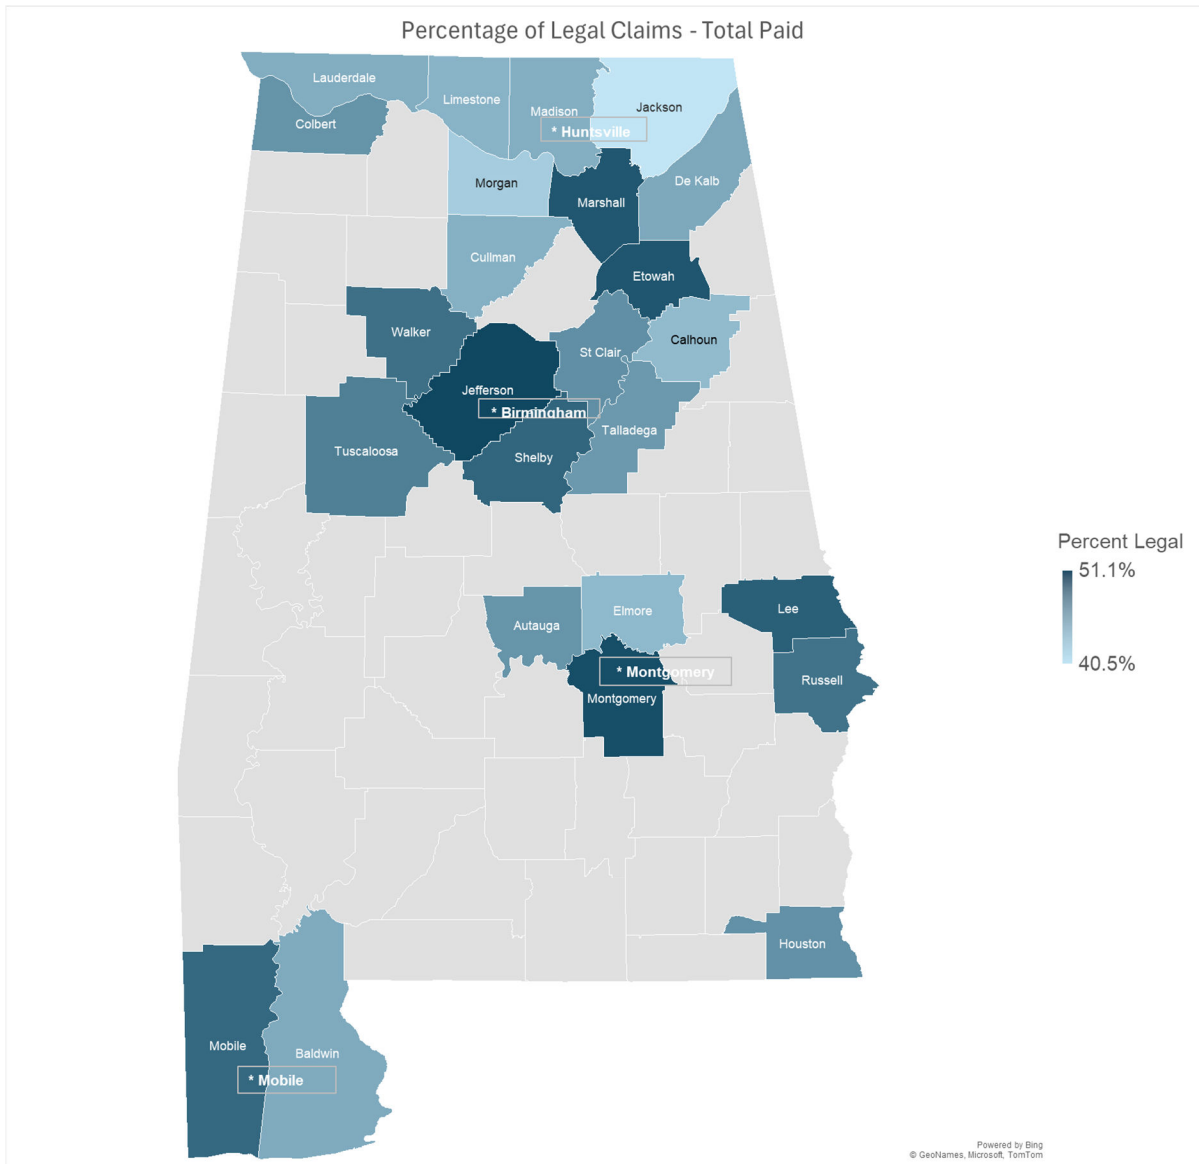 Percentage of Legal Claims - Total Paid
Lauderdale
Limestone
Madison
Jackson
Colbert
* Huntsville
Morgan
De Kalb
Marshall
Cullman
Etowah
Walker
St Clair
Calhoun
Jefferson
* Birmingham
Talladega
Tuscaloosa
Shelby
Percent Legal
51.1%
40.5%
Lee
Elmore
Autauga
* Montgomery
Russell
Montgomery
Houston
Mobile
Baldwin
* Mobile
Powered by Bing
© GeoNames, Microsoft, TomTom